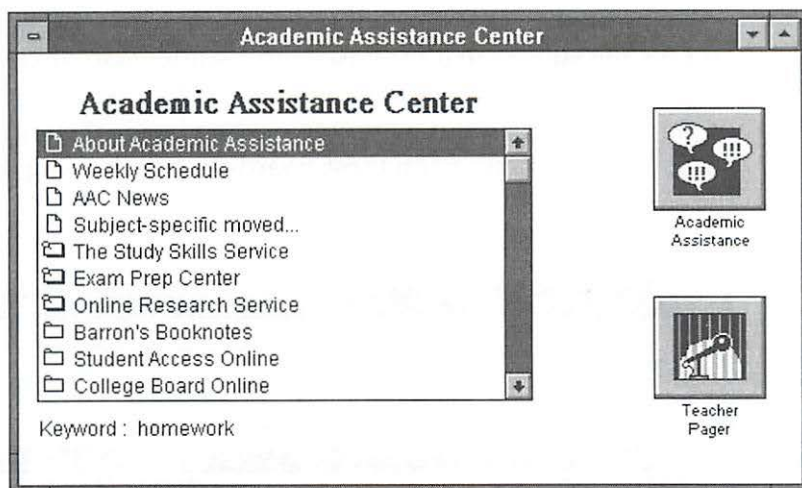 Academic Assistance Center
Academic Assistance Center
About Academic Assistance
Weekly Schedule
AAC News
Subject-specific moved...
The Study Skills Service
Exam Prep Center
Online Research Service
Barron's Booknotes
Student Access Online
College Board Online
Keyword : homework
?
!!!
!!!
Academic
Assistance
Teacher
Pager